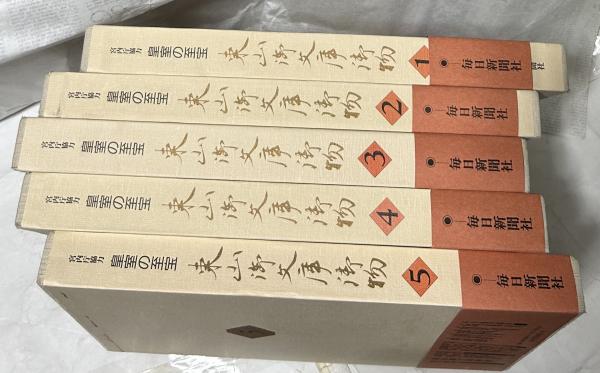 宮内庁協力 皇室の至宝 東山御文庫御物 1 毎日新聞社
宮内庁協力 皇室の至宝 東山御文庫御物 2 毎日新聞社
宮内庁協力 皇室の至宝 東山御文庫御物 3 毎日新聞社
宮内庁協力 皇室の至宝 東山御文庫御物 4 毎日新聞社
宮内庁協力 皇室の至宝 東山御文庫御物 5 毎日新聞社